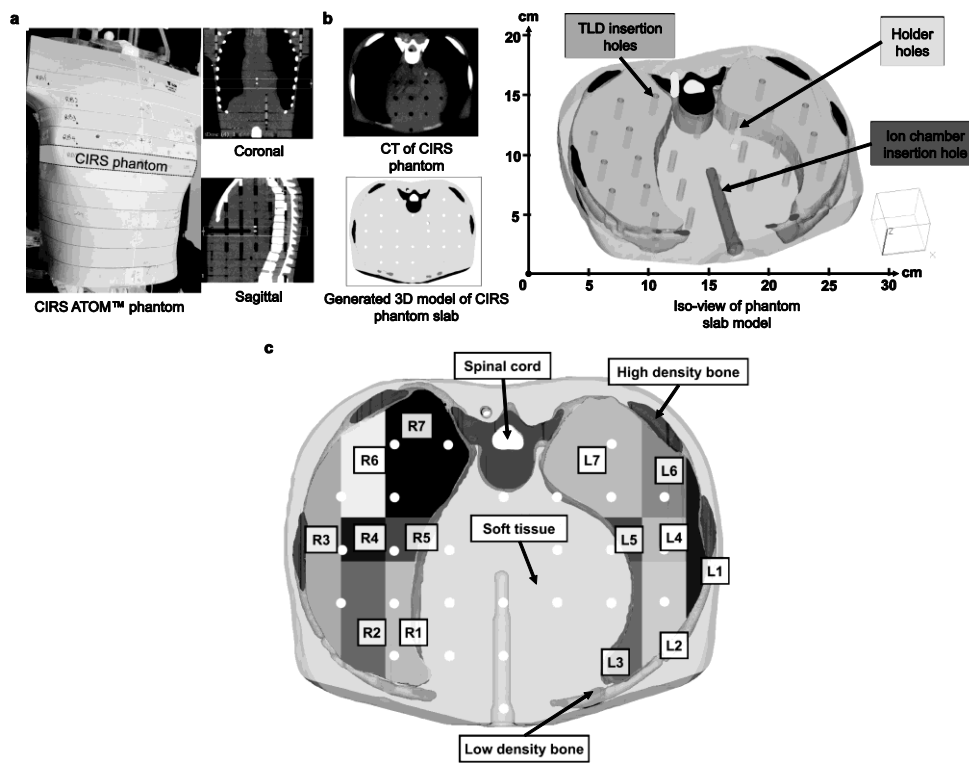 a
CIRS phantom
CIRS ATOM™ phantom
Coronal
Sagittal
b
CT of CIRS
phantom
Generated 3D model of CIRS
phantom slab
cm
20
15
10
5
0
5
10
15
20
25
30
cm
TLD insertion
holes
Holder
holes
Ion chamber
insertion hole
Z
X
Iso-view of phantom
slab model
c
Spinal cord
High density bone
R7
R6
L7
L6
Soft tissue
R3
R4
R5
L5
L4
L1
R2
R1
L2
L3
Low density bone